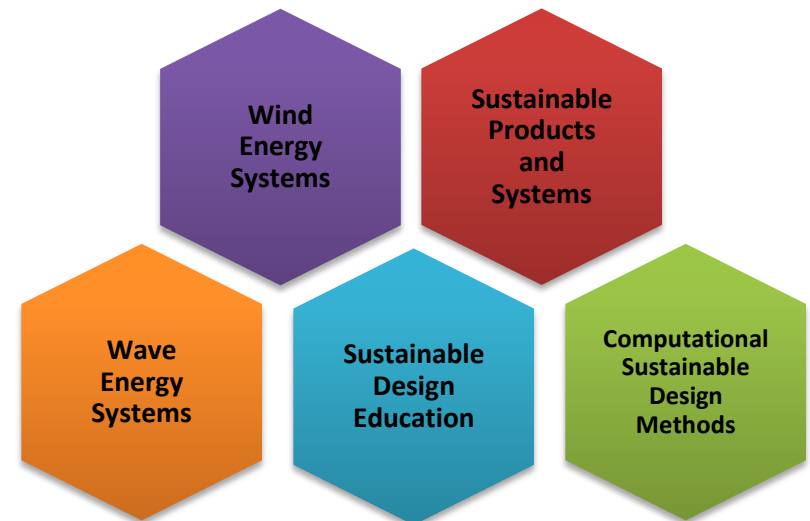 Wind
Energy
Systems
Sustainable
Products
and
Systems
Wave
Energy
Systems
Sustainable
Design
Education
Computational
Sustainable
Design
Methods